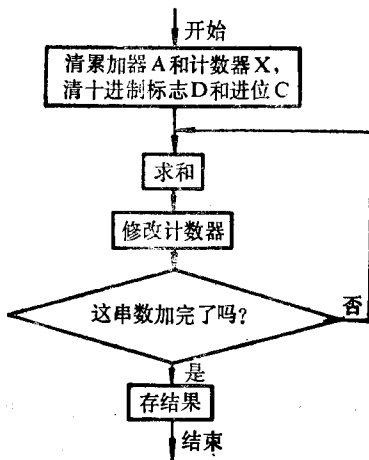 开始
清累加器A和计数器X，
清十进制标志D和进位C
求和
修改计数器
这串数加完了吗？
否
是
存结果
结束